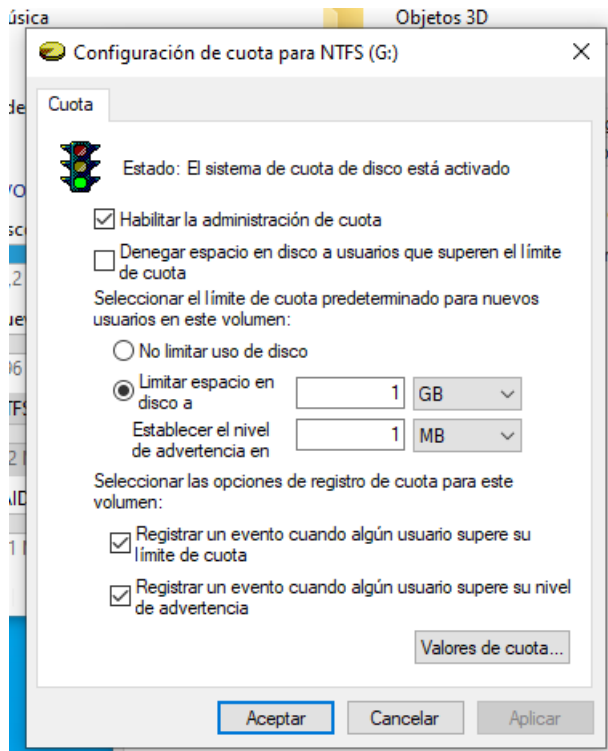 úsica
Objetos 3D
Configuración de cuota para NTFS (G:)
Cuota
Estado: El sistema de cuota de disco está activado
Habilitar la administración de cuota
Denegar espacio en disco a usuarios que superen el límite
de cuota
Seleccionar el límite de cuota predeterminado para nuevos
usuarios en este volumen:
No limitar uso de disco
Limitar espacio en
disco a
1 GB
Establecer el nivel
de advertencia en
1 MB
Seleccionar las opciones de registro de cuota para este
volumen:
Registrar un evento cuando algún usuario supere su
límite de cuota
Registrar un evento cuando algún usuario supere su nivel
de advertencia
Valores de cuota...
Aceptar
Cancelar
Aplicar